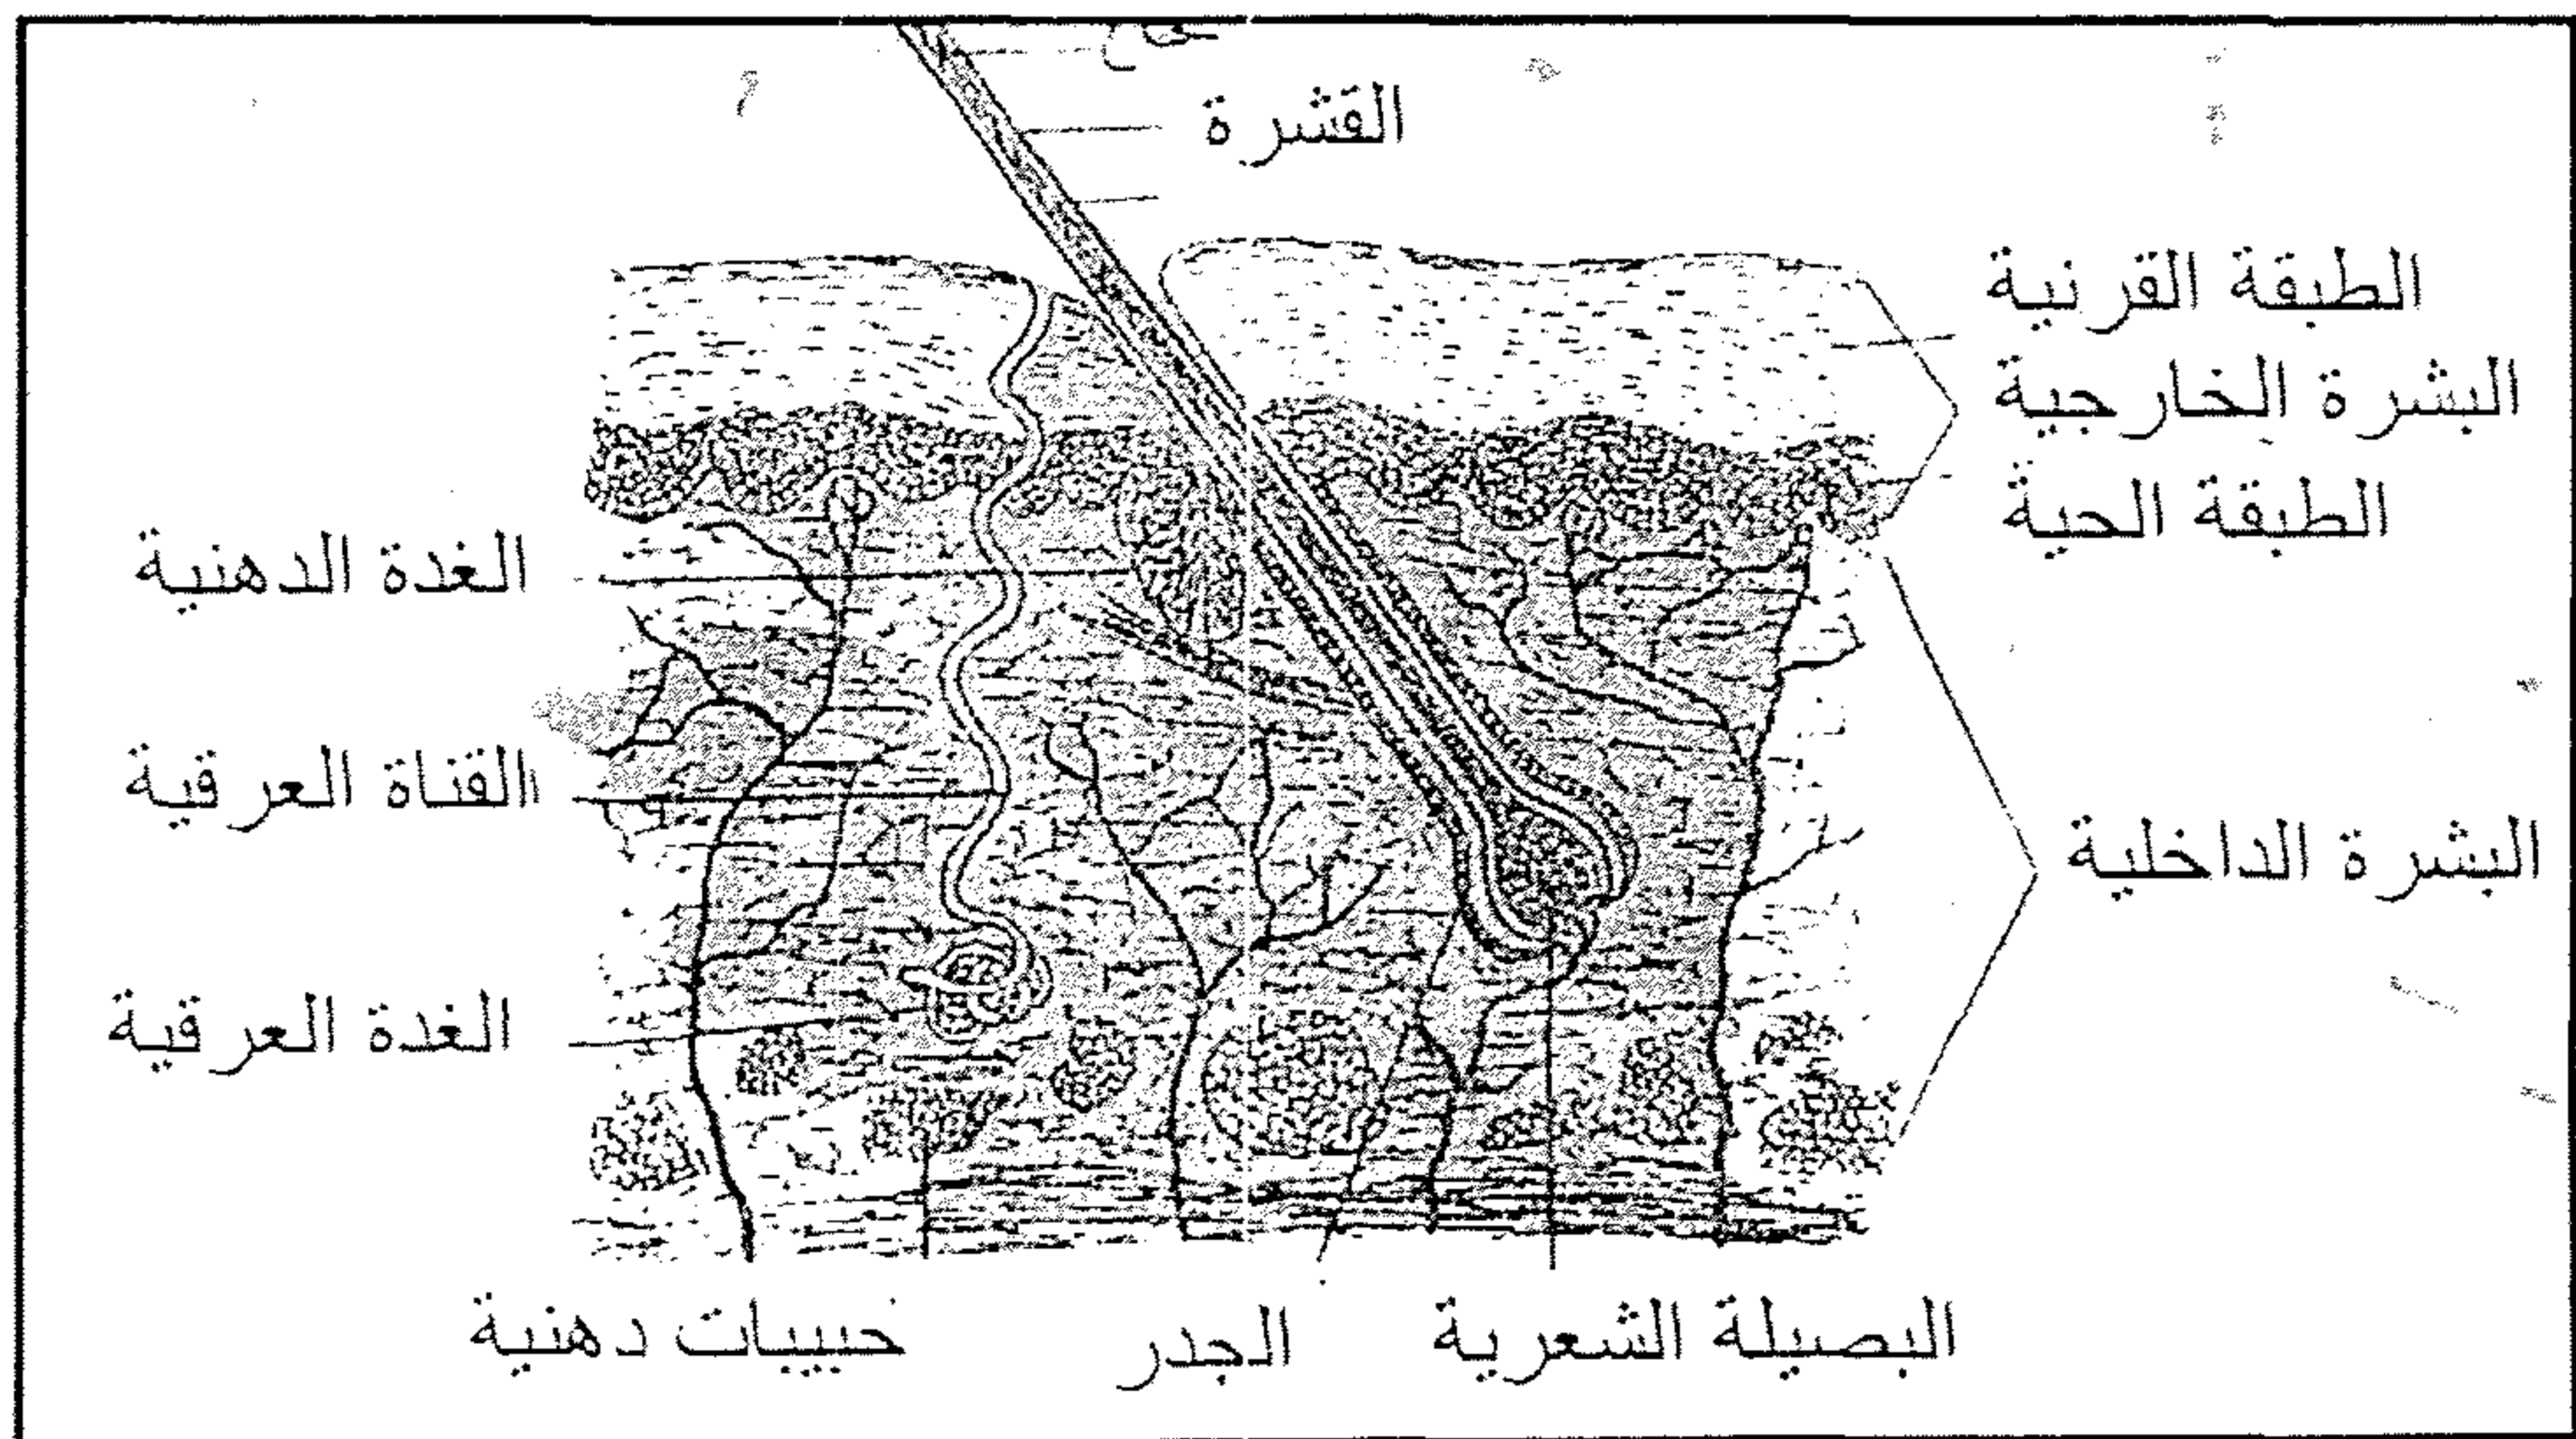 القشرة
الطبقة القرنية
البشرة الخارجية
الطبقة الحية
الغدة الدهنية
القناة العرقية
البشرة الداخلية
الغدة العرقية
حبيبات دهنية
الجدر
البصيلة الشعرية